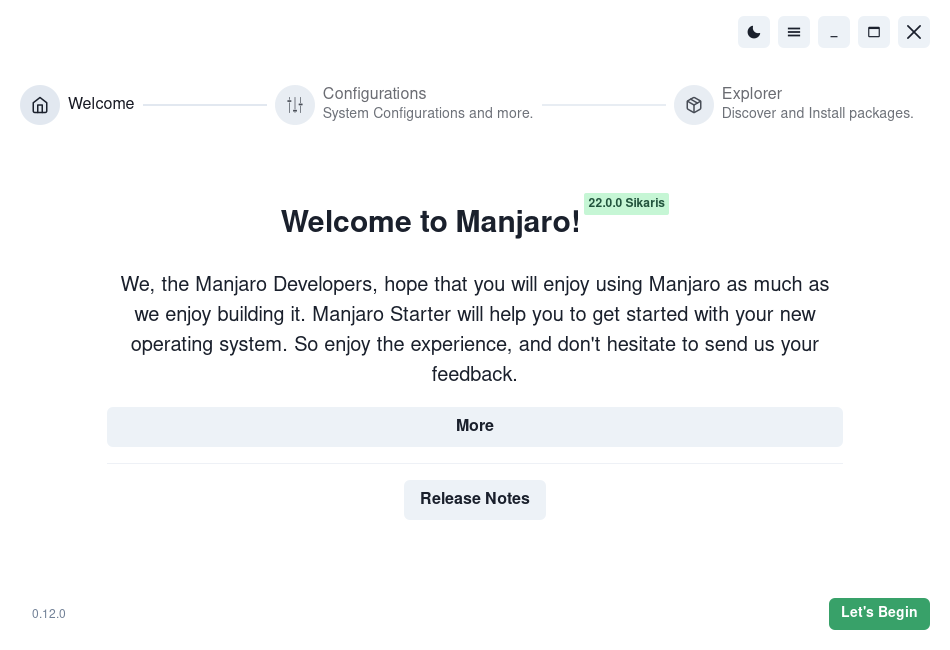 Welcome
Configurations
System Configurations and more.
Explorer
Discover and Install packages.
Welcome to Manjaro!
22.0.0 Sikaris
We, the Manjaro Developers, hope that you will enjoy using Manjaro as much as
we enjoy building it. Manjaro Starter will help you to get started with your new
operating system. So enjoy the experience, and don't hesitate to send us your
feedback.
More
Release Notes
0.12.0
Let's Begin